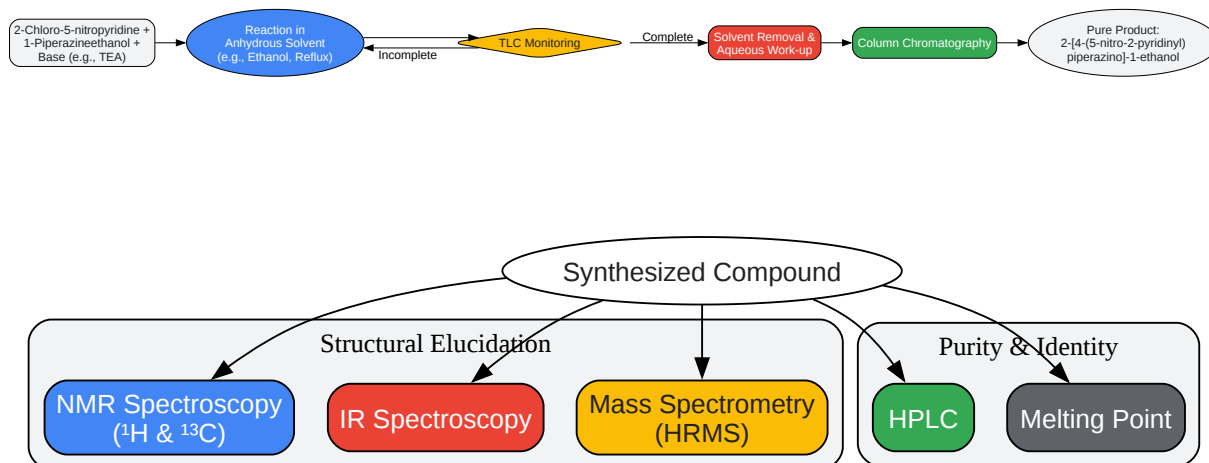 2-Chloro-5-nitropyridine +
1-Piperazineethanol +
Base (e.g., TEA)
Reaction in
Anhydrous Solvent
(e.g., Ethanol, Reflux)
Incomplete
TLC Monitoring
Complete
Solvent Removal &
Aqueous Work-up
Column Chromatography
Pure Product:
2-[4-(5-nitro-2-pyridinyl)
piperazino]-1-ethanol
Synthesized Compound
Structural Elucidation
Purity & Identity
NMR Spectroscopy
(¹H & ¹³C)
IR Spectroscopy
Mass Spectrometry
(HRMS)
HPLC
Melting Point